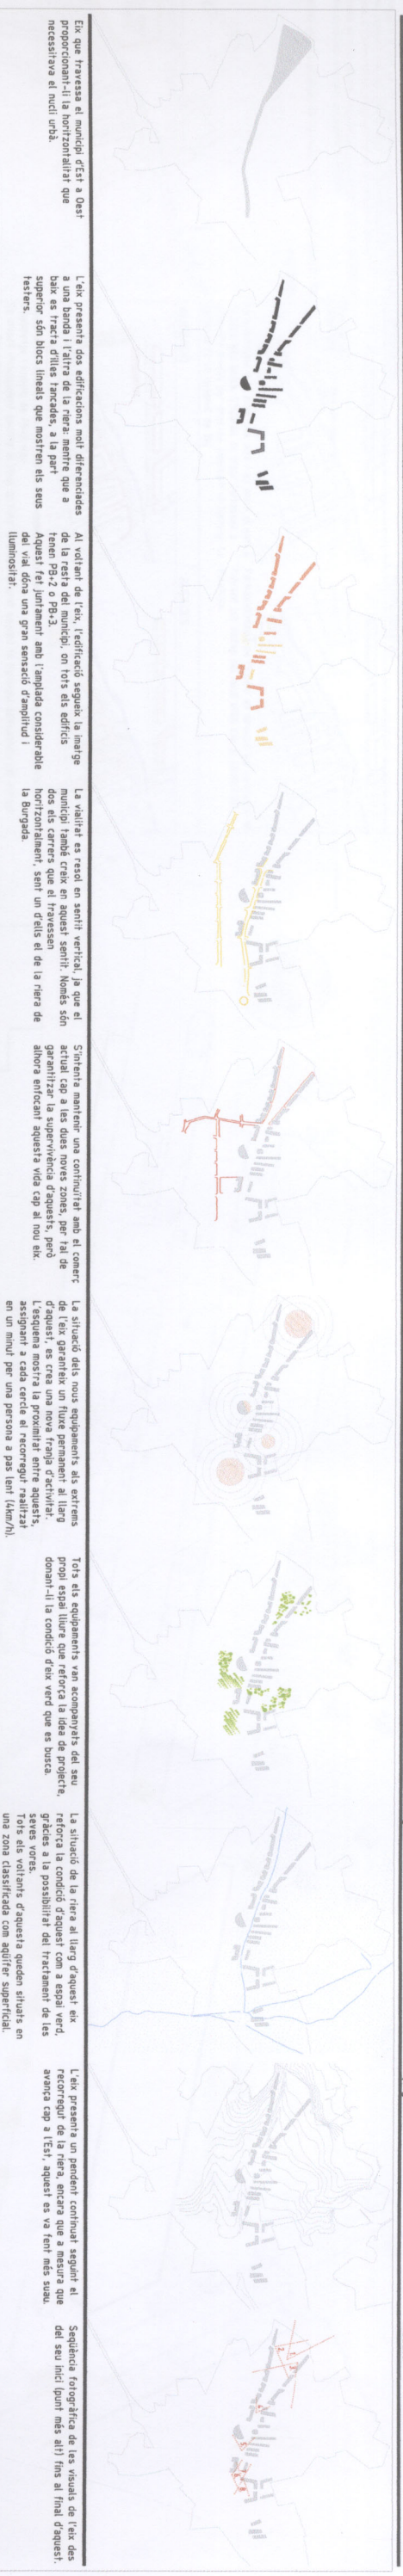 Eix que travessa el municipi d'Est a Oest
proporcionant-li la horitzontalitat que
necessitava el nucli urbà.
L'eix presenta dos edificacions molt diferenciades
a una banda i l'altra de la riera: mentre que a
baix es tracta d'illes tancades, a la part
superior són blocs lineals que mostren els seus
testers.
Al voltant de l'eix, l'edificació segueix la imatge
de la resta del municipi, on tots els edificis
tenen PB+2 o PB+3.
Aquest fet juntament amb l'amplada considerable
del vial dóna una gran sensació d'amplitud i
lluminositat.
La vialitat es resol en sentit vertical, ja que el
municipi també creix en aquest sentit. Només són
dos els carrers que el travessen
horitzontalment, sent un d'ells el de la riera de
la Burgada.
S'intenta mantenir una continuïtat amb el comerç
actual cap a les dues noves zones, per tal de
garantitzar la supervivència d'aquests, però
alhora enfocant aquesta vida cap al nou eix.
La situació dels nous equipaments als extrems
de l'eix garanteix un fluxe permanent al llarg
d'aquest, es crea una nova franja d'activitat.
L'esquema mostra la proximitat entre aquests,
assignant a cada cercle el recorregut realitzat
en un minut per una persona a pas lent (4km/h).
Tots els equipaments van acompanyats del seu
propi espai lliure que reforça la idea de projecte,
donant-li la condició d'eix verd que es busca.
La situació de la riera al llarg d'aquest eix
reforça la condició d'aquest com a espai verd,
gràcies a la possibilitat del tractament de les
seves vores.
Tots els voltants d'aquesta queden situats en
una zona classificada com aqüífer superficial.
L'eix presenta un pendent continuat seguint el
recorregut de la riera, encara que a mesura que
avança cap a l'Est, aquest es va fent més suau.
Seqüència fotogràfica de les visuals de l'eix des
del seu inici (punt més alt) fins al final d'aquest.